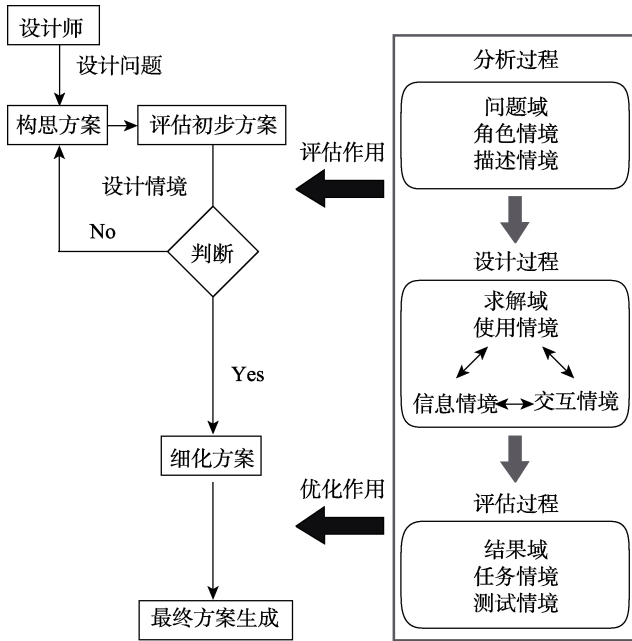 设计师
设计问题
构思方案
评估初步方案
设计情境
No
判断
Yes
细化方案
最终方案生成
评估作用
优化作用
分析过程
问题域
角色情境
描述情境
设计过程
求解域
使用情境
信息情境
交互情境
评估过程
结果域
任务情境
测试情境